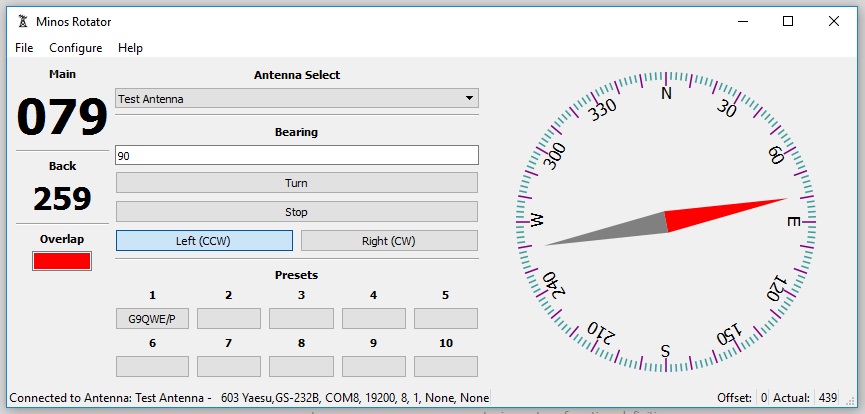 Minos Rotator
File Configure Help
Main
079
Back
259
Overlap
Antenna Select
Test Antenna
Bearing
90
Turn
Stop
Left (CCW) Right (CW)
Presets
1 2 3 4 5
G9QWE/P
6 7 8 9 10
N
30
60
E
120
150
S
210
240
W
300
330
Connected to Antenna: Test Antenna - 603 Yaesu,GS-232B, COM8, 19200, 8, 1, None, None Offset: 0 Actual: 439